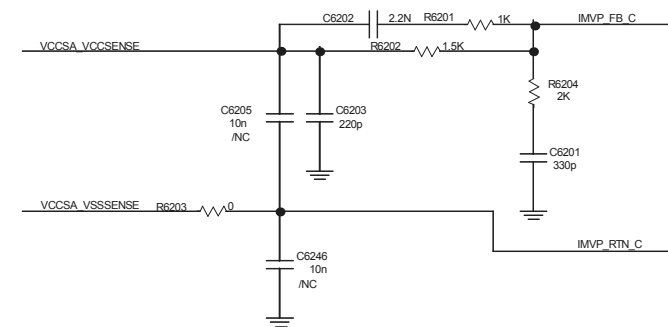 C6202 2.2N R6201 1K IMVP_FB_C
VCCSA_VCCSENSE R6202 1.5K
R6204
2K
C6205
10n
/NC
C6203
220p
C6201
330p
VCCSA_VSSSENSE R6203 0
IMVP_RTN_C
C6246
10n
/NC